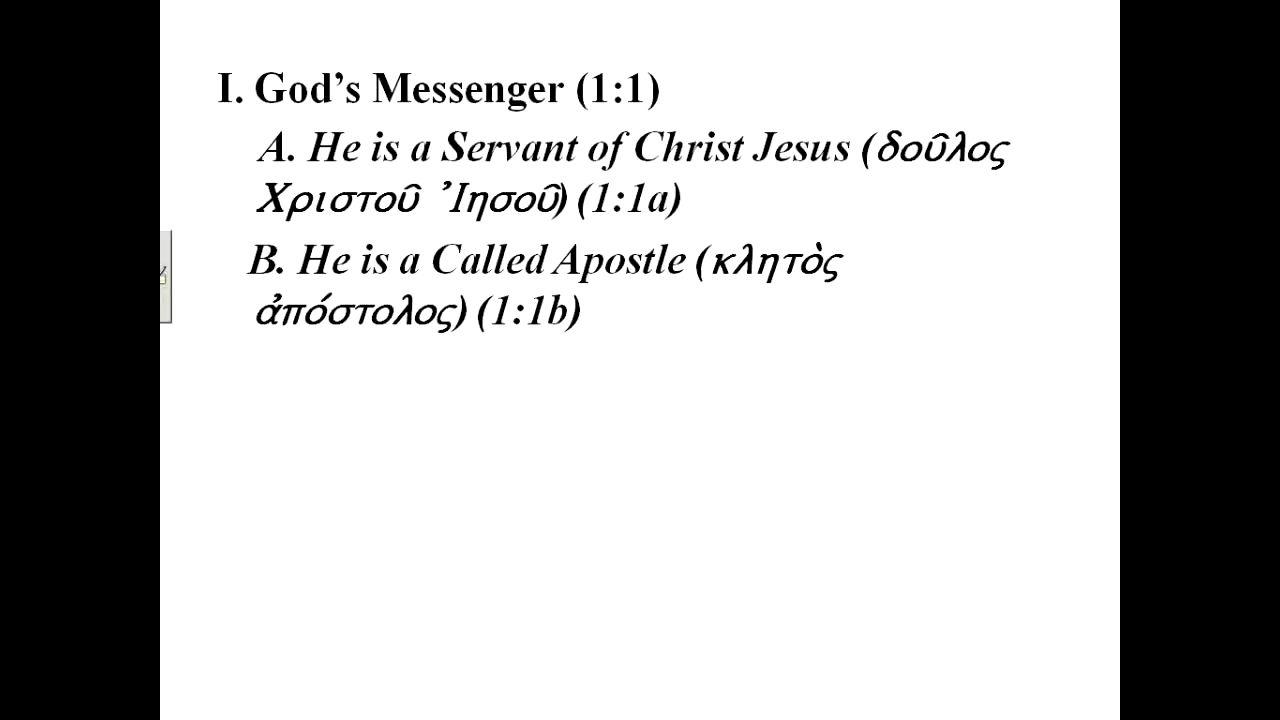 I. God’s Messenger (1:1)
A. He is a Servant of Christ Jesus (δοῦλος
Χριστοῦ Ἰησοῦ) (1:1a)
B. He is a Called Apostle (κλητὸς
ἀπόστολος) (1:1b)